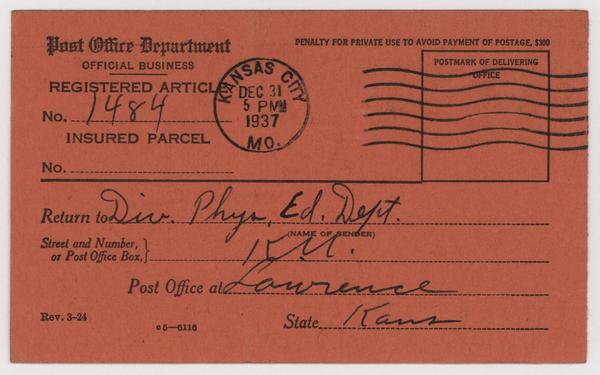 Post Office Department
OFFICIAL BUSINESS
PENALTY FOR PRIVATE USE TO AVOID PAYMENT OF POSTAGE, $300
REGISTERED ARTICL
No. 1484
INSURED PARCEL
No.
KANSAS CITY
DEC 31
5 PM
1937
MO.
POSTMARK OF DELIVERING
OFFICE
Return to Div. Phys. Ed. Dept.
(NAME OF SENDER)
Street and Number,
or Post Office Box, } K.U.
Post Office at Lawrence
Rev. 3-24
c5—6116
State Kans